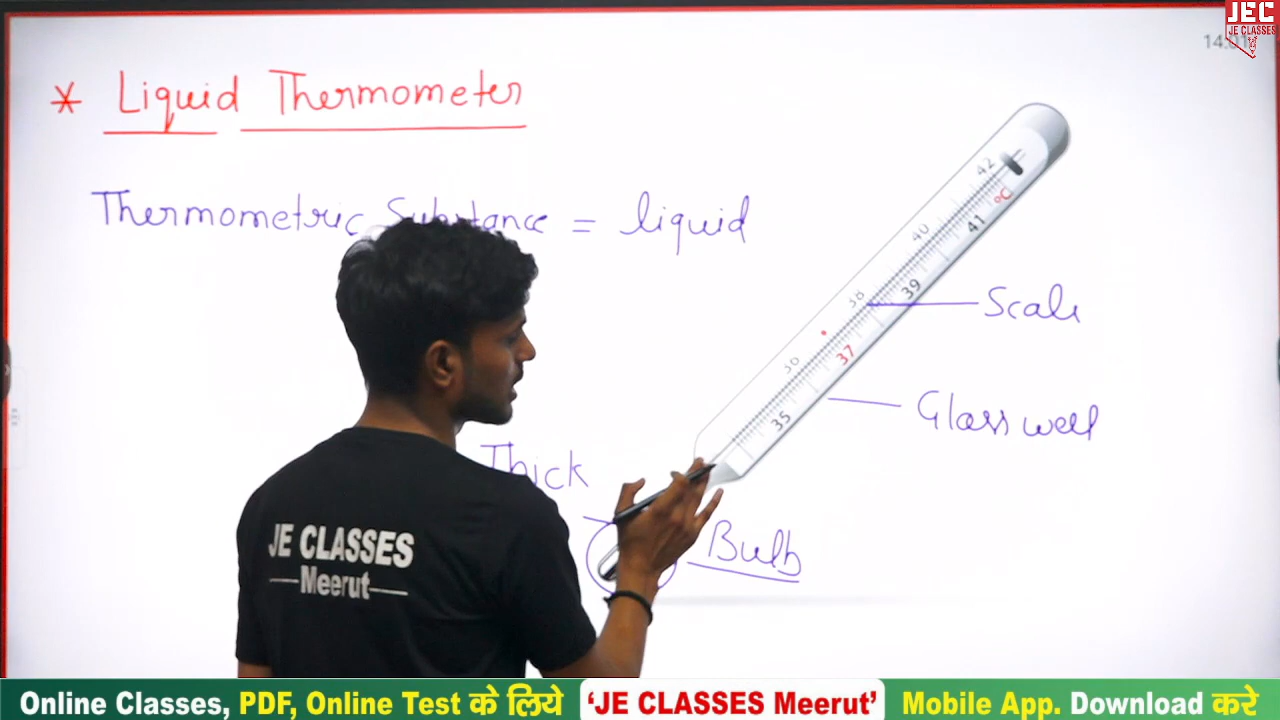 JEC
JE CLASSES
* Liquid Thermometer
Thermometric Substance = liquid
42
°C
41
40
39
38
Scale
37
36
35
Glass well
Thick
Bulb
JE CLASSES
Meerut
Online Classes, PDF, Online Test के लिये 'JE CLASSES Meerut' Mobile App. Download करे